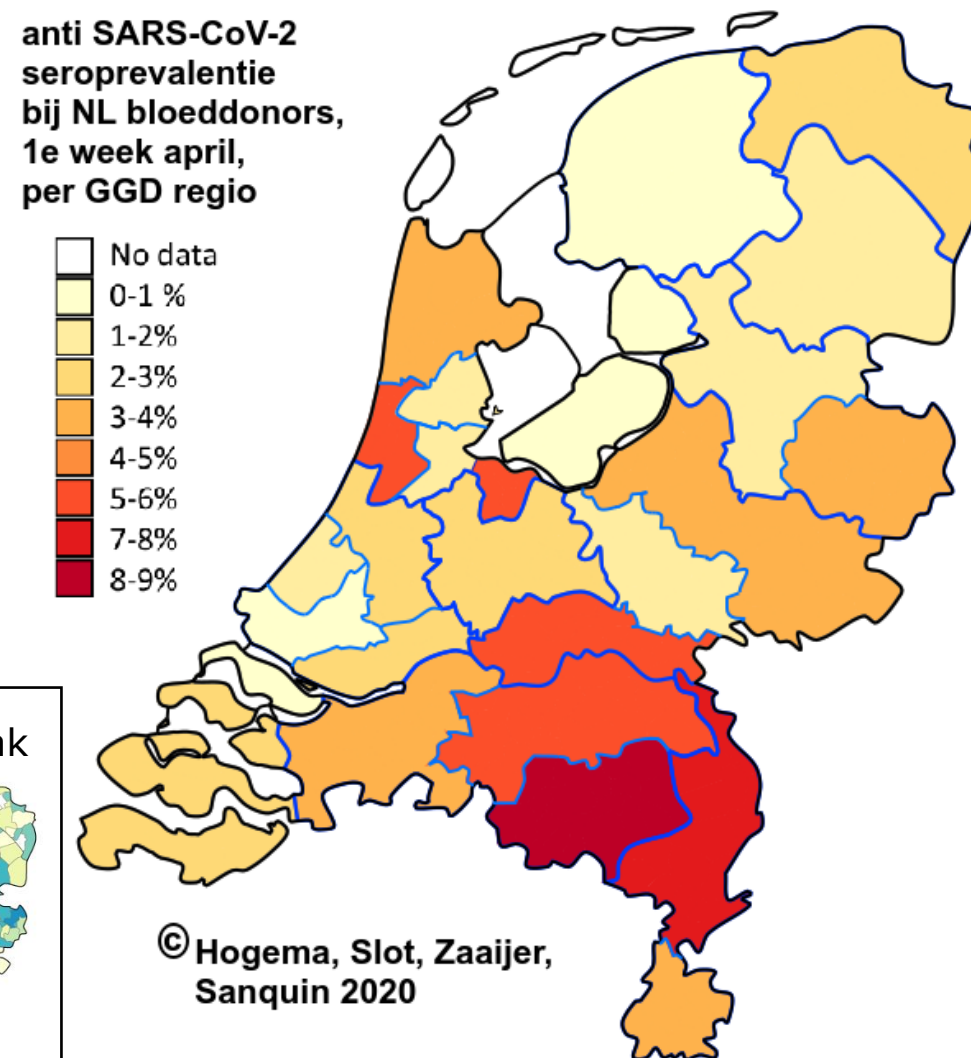 anti SARS-CoV-2
seroprevalentie
bij NL bloeddonors,
1e week april,
per GGD regio
No data
0-1 %
1-2%
2-3%
3-4%
4-5%
5-6%
7-8%
8-9%
nk
© Hogema, Slot, Zaaijer,
Sanquin 2020